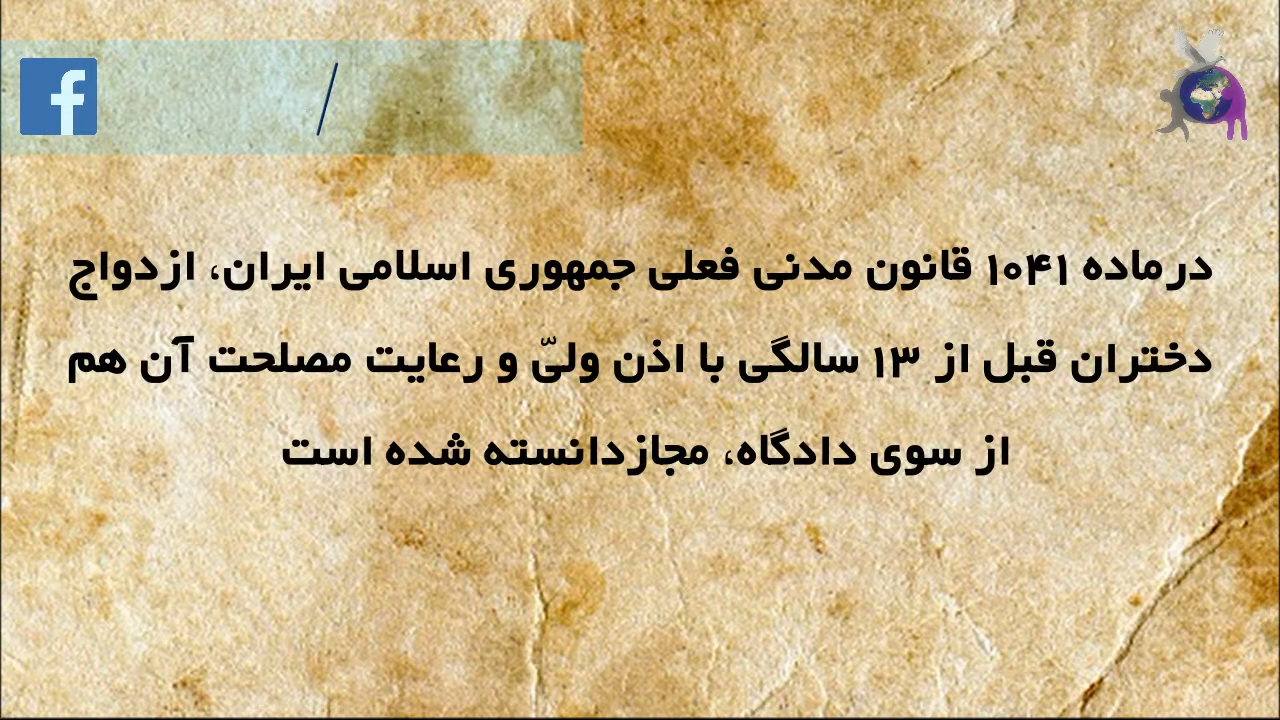 /
درماده ۱۰۴۱ قانون مدنی فعلی جمهوری اسلامی ایران، ازدواج
دختران قبل از ۱۳ سالگی با اذن ولیّ و رعایت مصلحت آن هم
از سوی دادگاه، مجازدانسته شده است